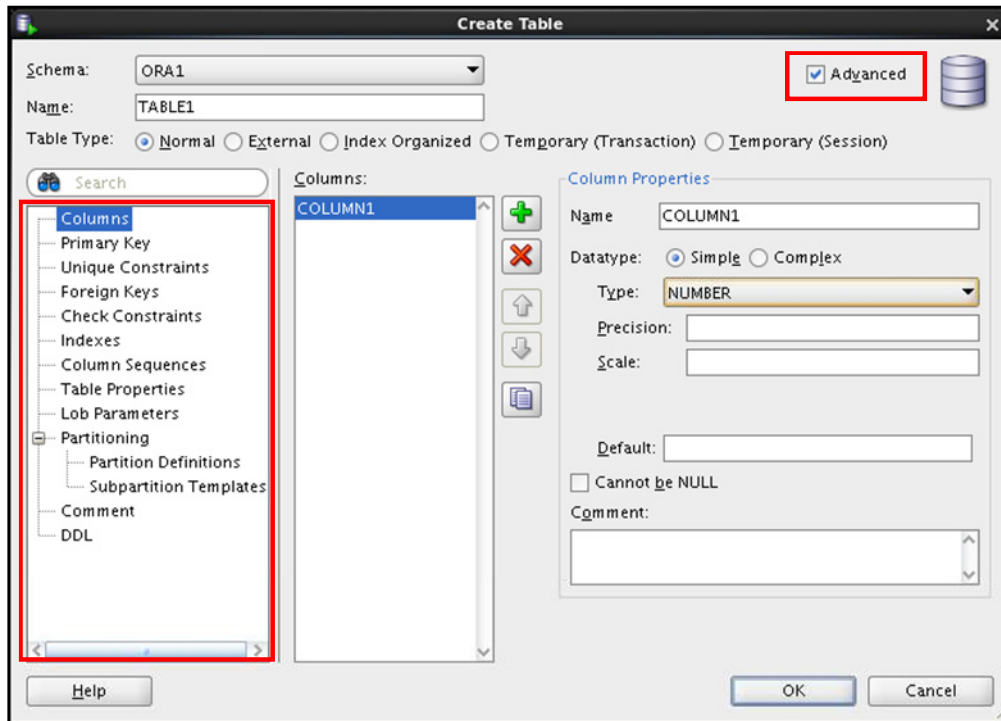 Create Table
Schema: ORA1
Advanced
Name: TABLE1
Table Type: Normal External Index Organized Temporary (Transaction) Temporary (Session)
Search
Columns
Primary Key
Unique Constraints
Foreign Keys
Check Constraints
Indexes
Column Sequences
Table Properties
Lob Parameters
Partitioning
Partition Definitions
Subpartition Templates
Comment
DDL
Columns:
COLUMN1
Column Properties
Name COLUMN1
Datatype: Simple Complex
Type: NUMBER
Precision:
Scale:
Default:
Cannot be NULL
Comment:
Help
OK
Cancel